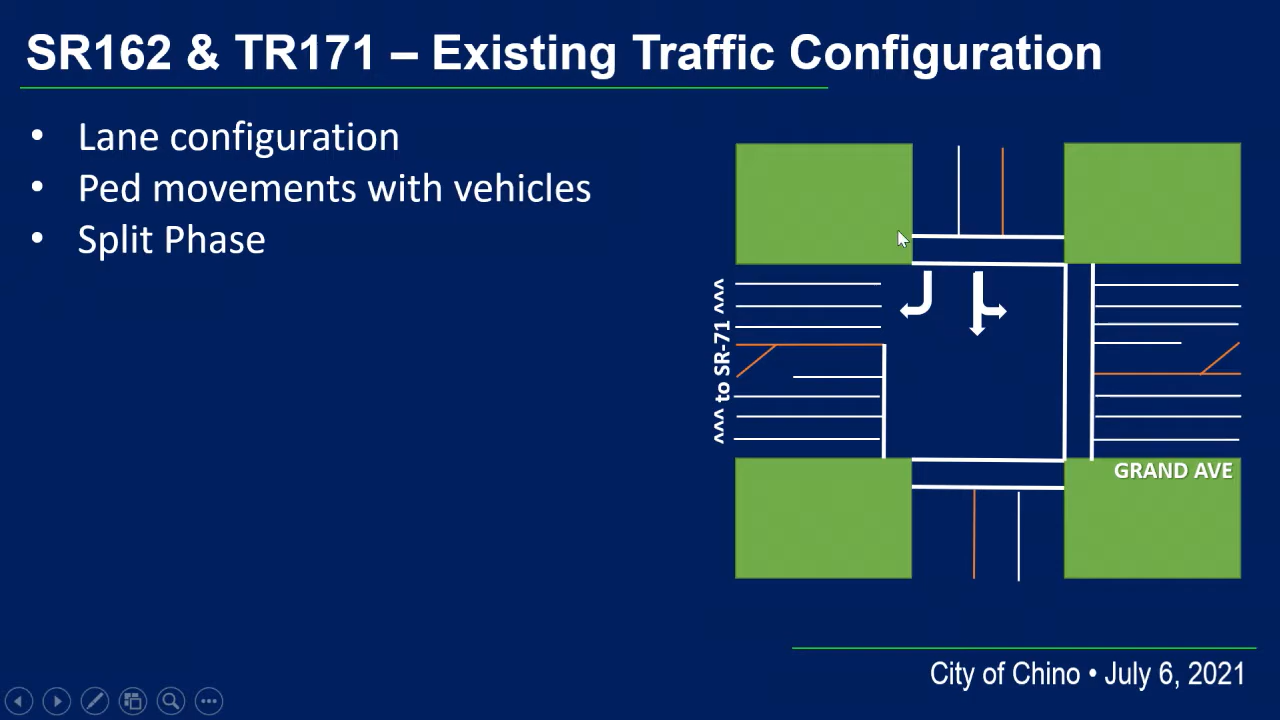 SR162 & TR171 – Existing Traffic Configuration
• Lane configuration
• Ped movements with vehicles
• Split Phase
^^^ to SR-71 ^^^
GRAND AVE
City of Chino • July 6, 2021